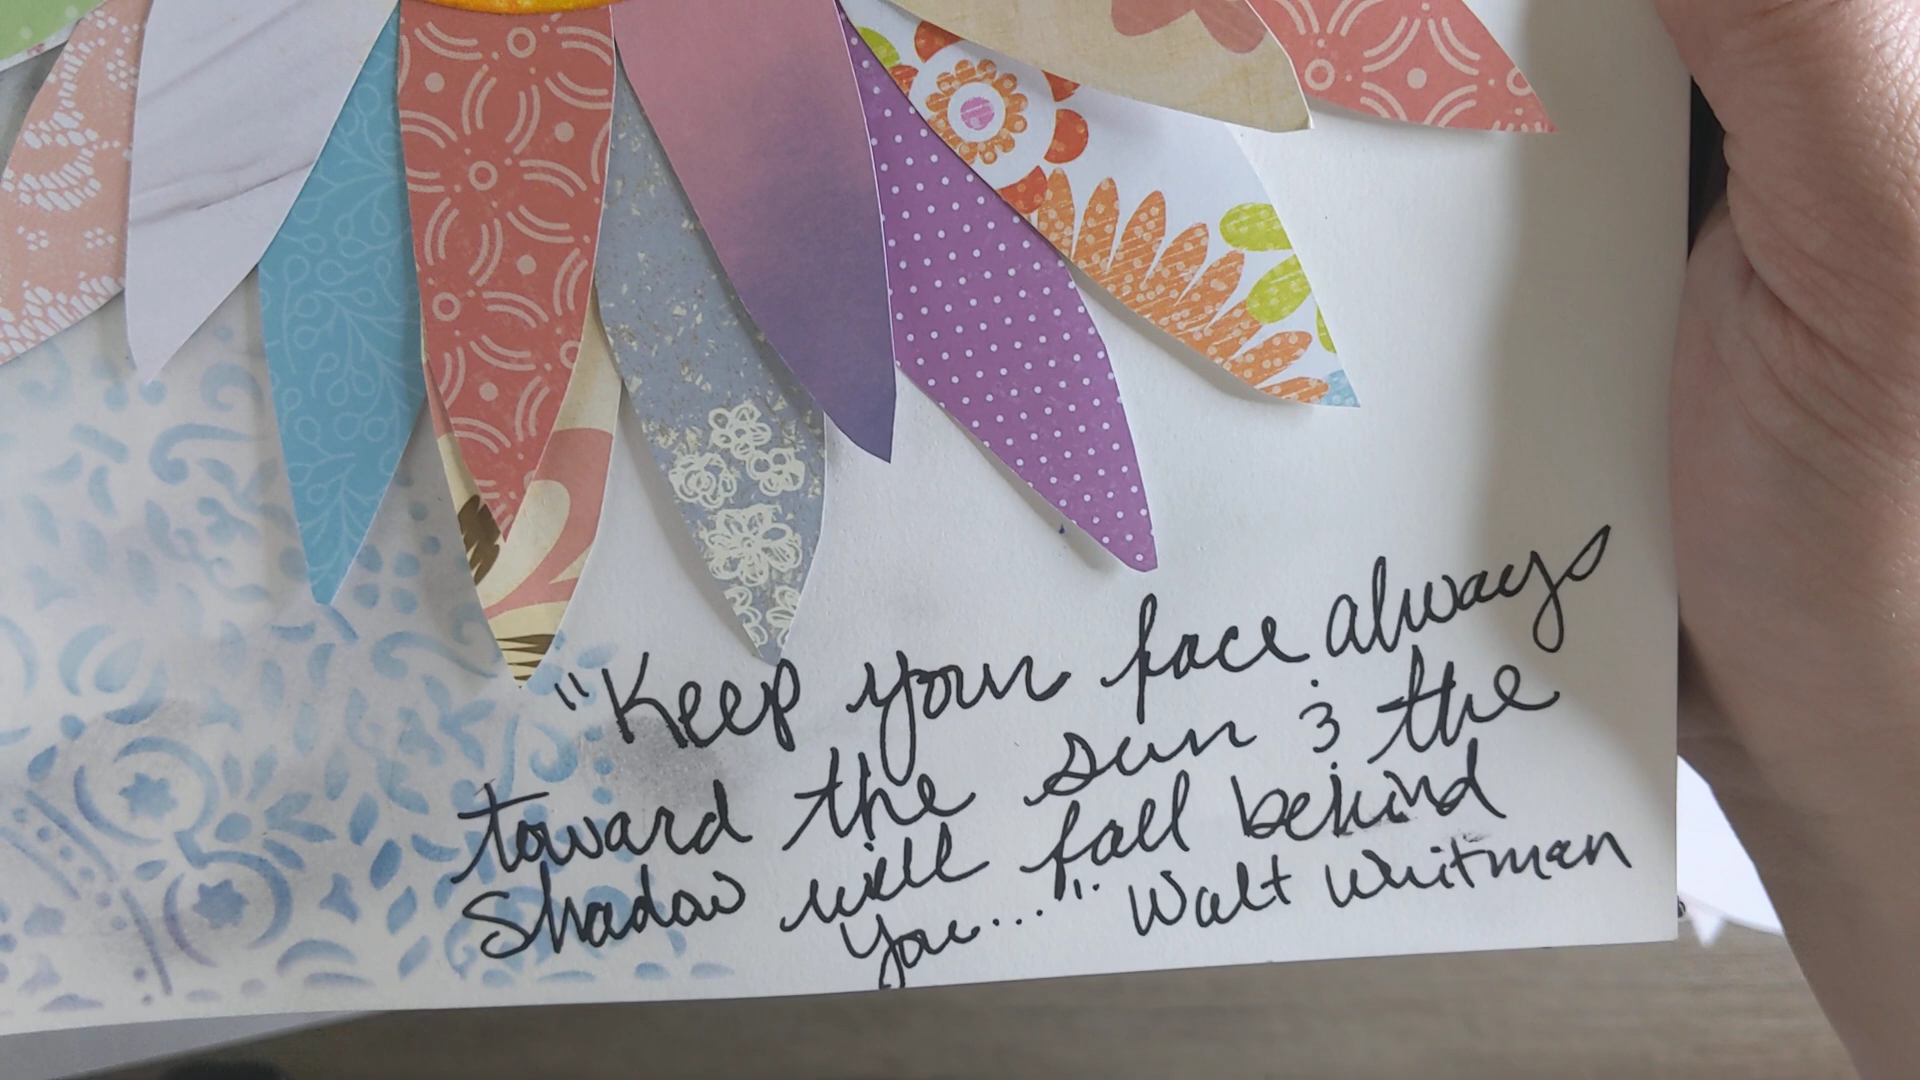 "Keep your face always
toward the sun & the
Shadow will fall behind
you..." Walt Whitman